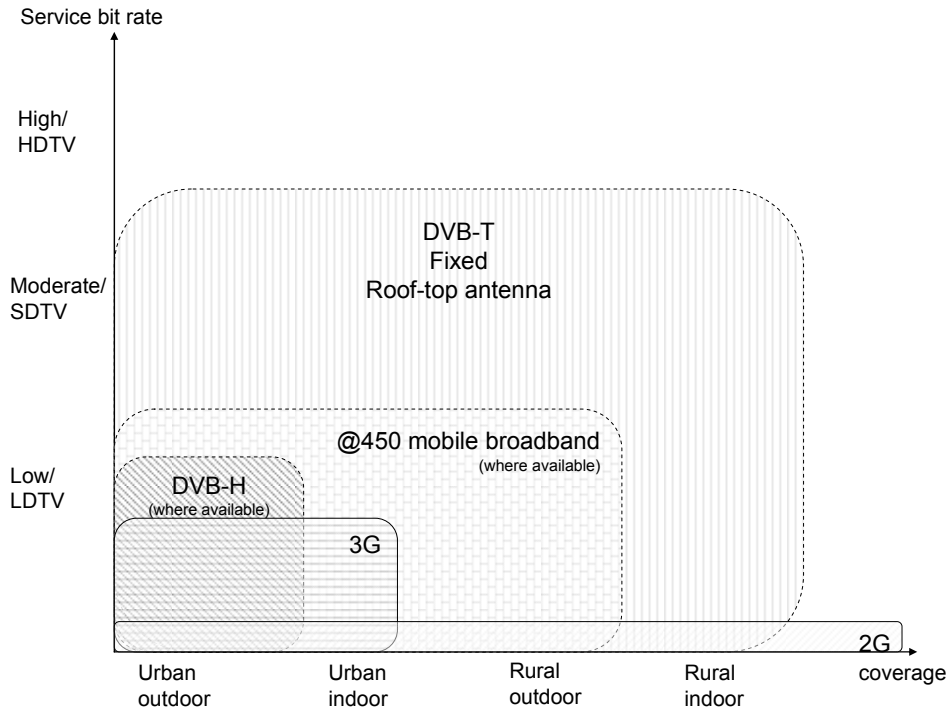 Service bit rate
High/
HDTV
DVB-T
Fixed
Roof-top antenna
Moderate/
SDTV
@450 mobile broadband
(where available)
Low/
LDTV
DVB-H
(where available)
3G
2G
Urban
outdoor
Urban
indoor
Rural
outdoor
Rural
indoor
coverage